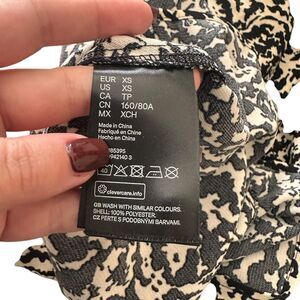 EUR XS
US XS
CA TP
CN 160/80A
MX XCH
Made in China
Fabriqué en Chine
Hecho en China
40
clevercare.info
GB WASH WITH SIMILAR COLOURS.
SHELL: 100% POLYESTER.
CZ PERTE S PODOBNÝMI BARVAMI.